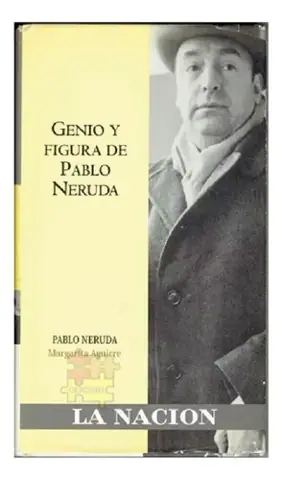 GENIO Y
FIGURA DE
PABLO
NERUDA
PABLO NERUDA
Margarita Aguirre
LA NACION